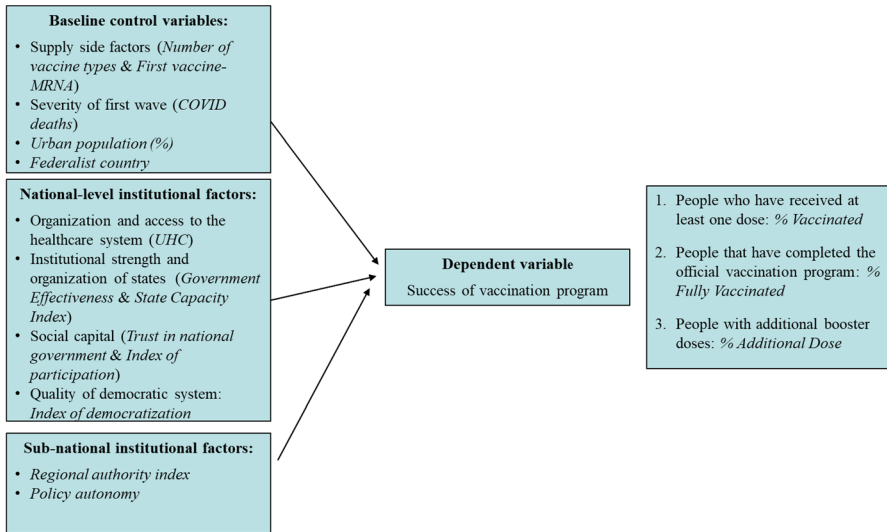 Baseline control variables:
• Supply side factors (Number of
vaccine types & First vaccine-
MRNA)
• Severity of first wave (COVID
deaths)
• Urban population (%)
• Federalist country
National-level institutional factors:
• Organization and access to the
healthcare system (UHC)
• Institutional strength and
organization of states (Government
Effectiveness & State Capacity
Index)
• Social capital (Trust in national
government & Index of
participation)
• Quality of democratic system:
Index of democratization
Sub-national institutional factors:
• Regional authority index
• Policy autonomy
Dependent variable
Success of vaccination program
1. People who have received at
least one dose: % Vaccinated
2. People that have completed the
official vaccination program: %
Fully Vaccinated
3. People with additional booster
doses: % Additional Dose